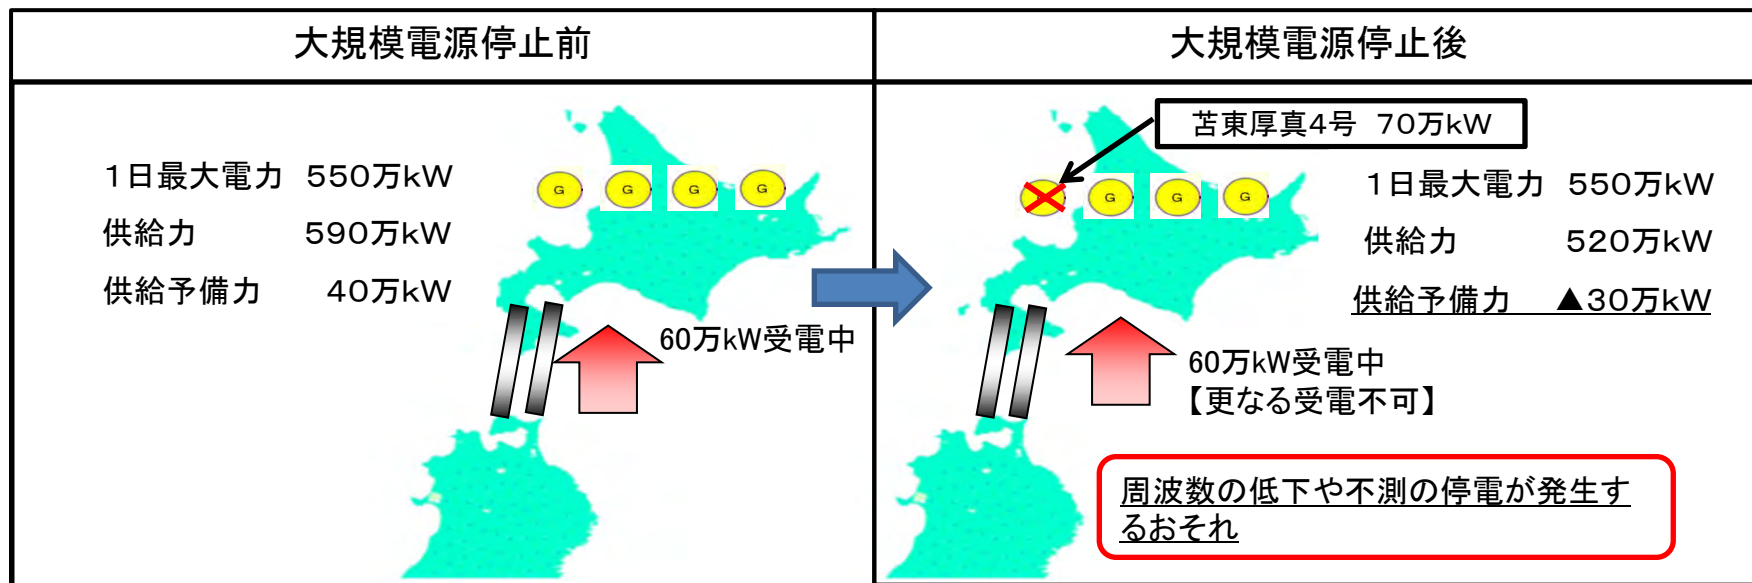 大規模電源停止前
1日最大電力 550万kW
供給力 590万kW
供給予備力 40万kW
G G G G
60万kW受電中
大規模電源停止後
苫東厚真4号 70万kW
G G G
1日最大電力 550万kW
供給力 520万kW
供給予備力 ▲30万kW
60万kW受電中
【更なる受電不可】
周波数の低下や不測の停電が発生す
るおそれ